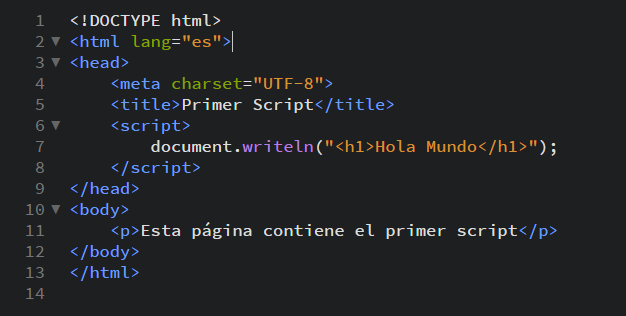 1 <!DOCTYPE html>
2 <html lang="es">
3 <head>
4     <meta charset="UTF-8">
5     <title>Primer Script</title>
6     <script>
7         document.writeln("<h1>Hola Mundo</h1>");
8     </script>
9 </head>
10 <body>
11     <p>Esta página contiene el primer script</p>
12 </body>
13 </html>
14